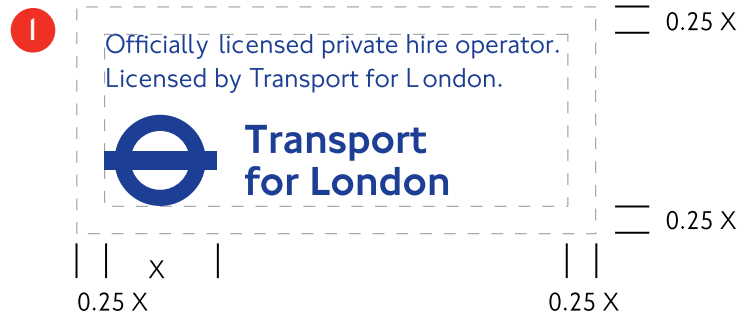 1
0.25 X
Officially licensed private hire operator.
Licensed by Transport for London.
Transport
for London
0.25 X
X
0.25 X
0.25 X